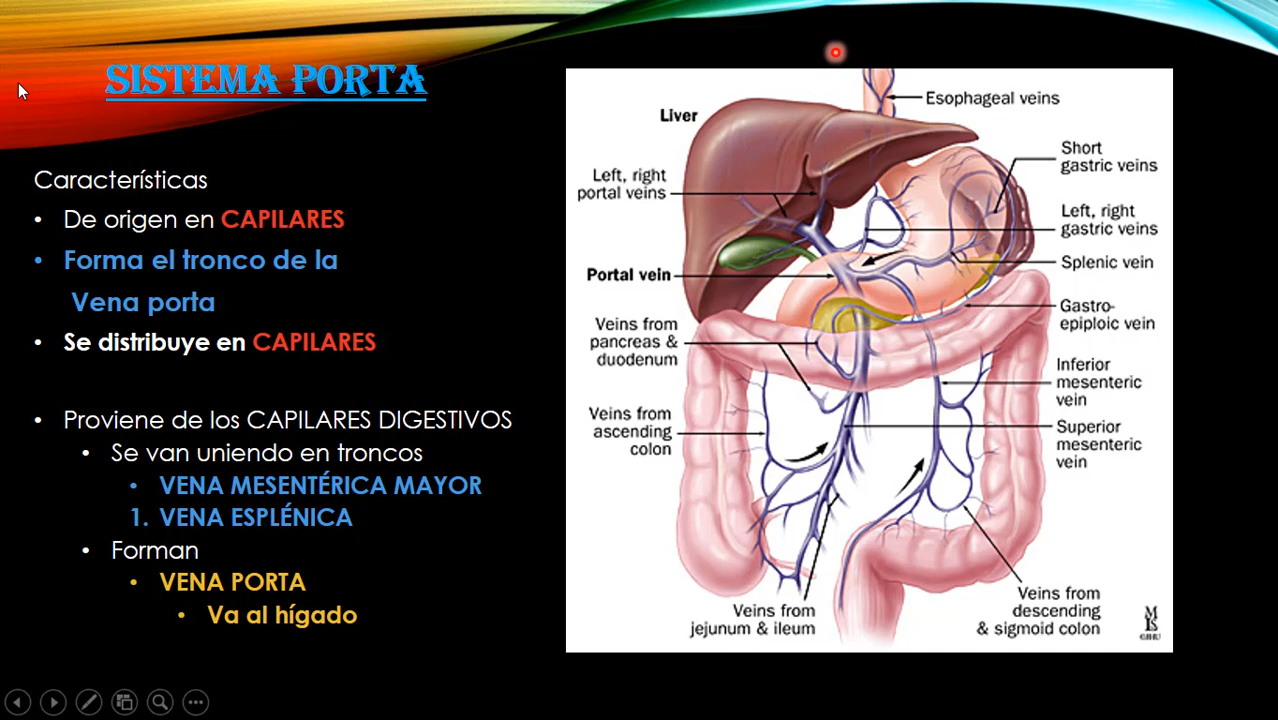 SISTEMA PORTA
Características
• De origen en CAPILARES
• Forma el tronco de la
Vena porta
• Se distribuye en CAPILARES
• Proviene de los CAPILARES DIGESTIVOS
• Se van uniendo en troncos
• VENA MESENTÉRICA MAYOR
1. VENA ESPLÉNICA
• Forman
• VENA PORTA
• Va al hígado
Esophageal veins
Liver
Short
gastric veins
Left, right
portal veins
Left, right
gastric veins
Splenic vein
Portal vein
Gastro-
epiploic vein
Veins from
pancreas &
duodenum
Inferior
mesenteric
vein
Veins from
ascending
colon
Superior
mesenteric
vein
Veins from
jejunum & ileum
Veins from
descending
& sigmoid colon